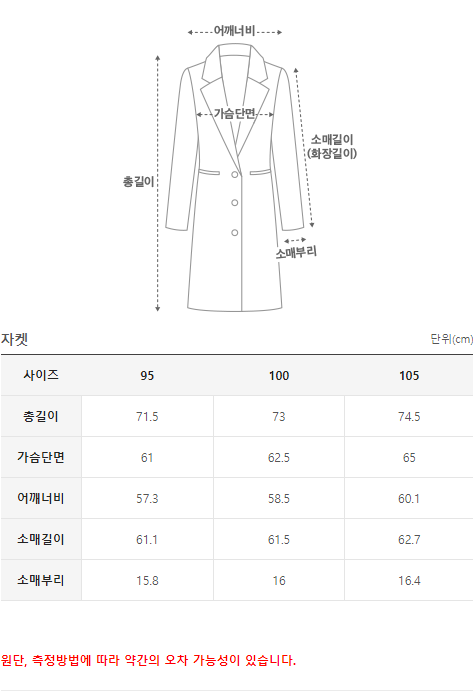 어깨너비
가슴단면
소매길이
(화장길이)
총길이
소매부리
자켓 단위(cm)
사이즈 95 100 105
총길이 71.5 73 74.5
가슴단면 61 62.5 65
어깨너비 57.3 58.5 60.1
소매길이 61.1 61.5 62.7
소매부리 15.8 16 16.4
원단, 측정방법에 따라 약간의 오차 가능성이 있습니다.